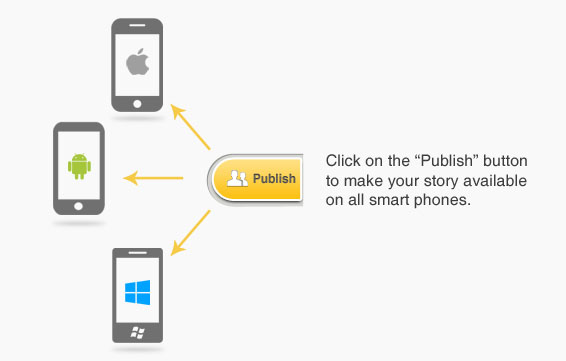 Publish
Click on the “Publish” button
to make your story available
on all smart phones.